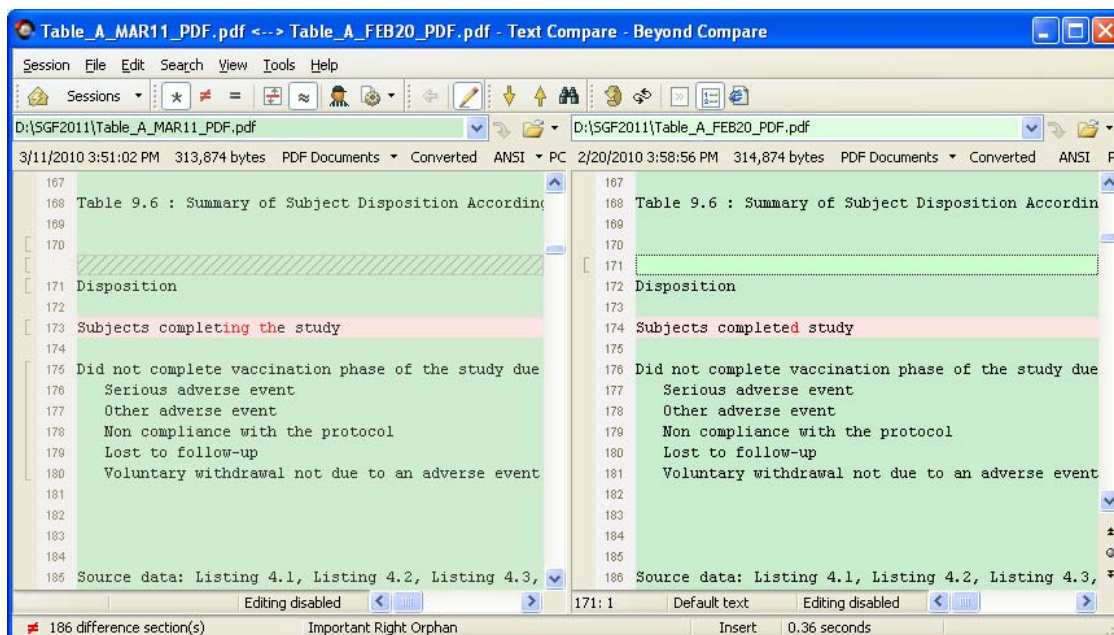 Table_A_MAR11_PDF.pdf <--> Table_A_FEB20_PDF.pdf - Text Compare - Beyond Compare
Session File Edit Search View Tools Help
Sessions
D:\SGF2011\Table_A_MAR11_PDF.pdf
3/11/2010 3:51:02 PM 313,874 bytes PDF Documents Converted ANSI PC
167
168 Table 9.6 : Summary of Subject Disposition According
169
170
171 Disposition
172
173 Subjects completing the study
174
175 Did not complete vaccination phase of the study due
176 Serious adverse event
177 Other adverse event
178 Non compliance with the protocol
179 Lost to follow-up
180 Voluntary withdrawal not due to an adverse event
181
182
183
184
185 Source data: Listing 4.1, Listing 4.2, Listing 4.3,
Editing disabled
D:\SGF2011\Table_A_FEB20_PDF.pdf
2/20/2010 3:58:56 PM 314,874 bytes PDF Documents Converted ANSI P
167
168 Table 9.6 : Summary of Subject Disposition Accordin
169
170
171
172 Disposition
173
174 Subjects completed study
175
176 Did not complete vaccination phase of the study due
177 Serious adverse event
178 Other adverse event
179 Non compliance with the protocol
180 Lost to follow-up
181 Voluntary withdrawal not due to an adverse event
182
183
184
185
186 Source data: Listing 4.1, Listing 4.2, Listing 4.3,
171: 1 Default text Editing disabled
186 difference section(s) Important Right Orphan Insert 0.36 seconds